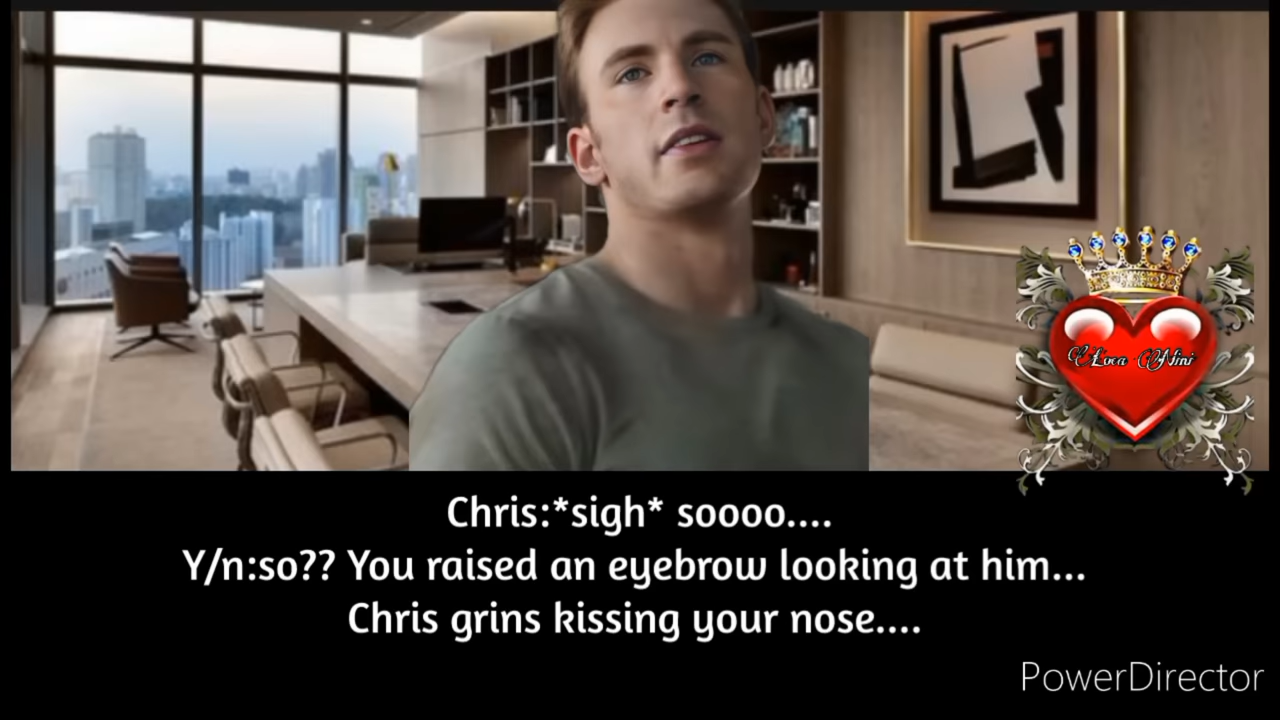 Loca Nini
Chris:*sigh* soooo....
Y/n:so?? You raised an eyebrow looking at him...
Chris grins kissing your nose....
PowerDirector